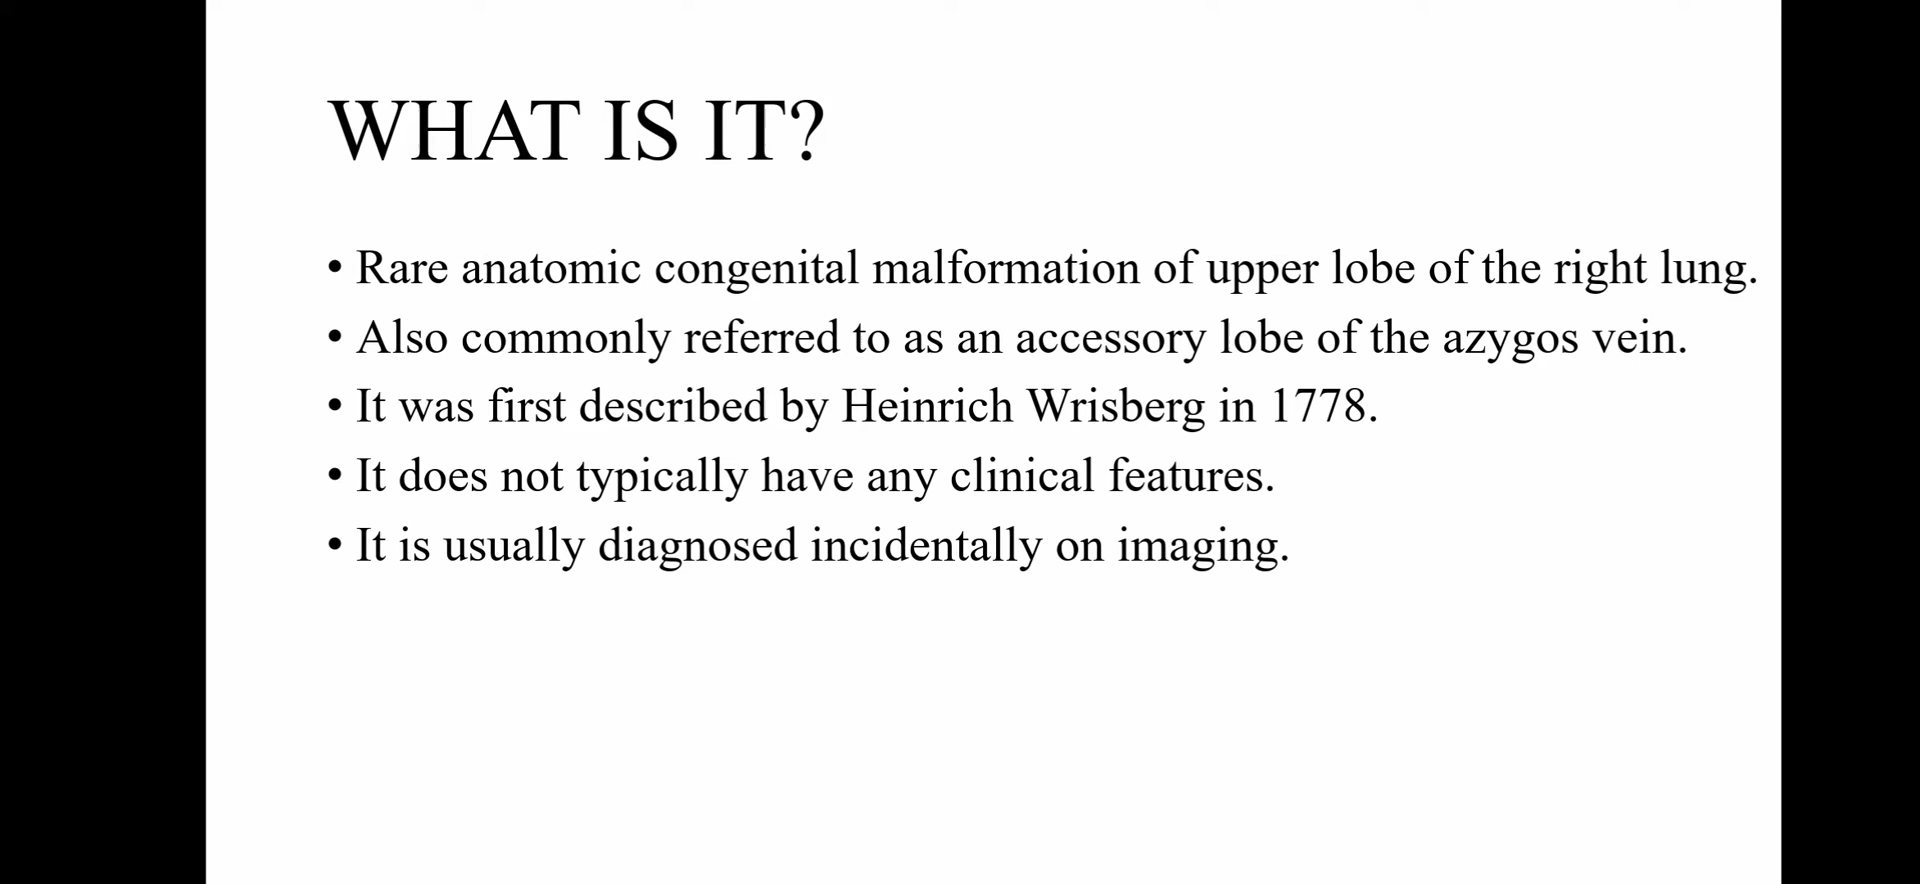 WHAT IS IT?
• Rare anatomic congenital malformation of upper lobe of the right lung.
• Also commonly referred to as an accessory lobe of the azygos vein.
• It was first described by Heinrich Wrisberg in 1778.
• It does not typically have any clinical features.
• It is usually diagnosed incidentally on imaging.